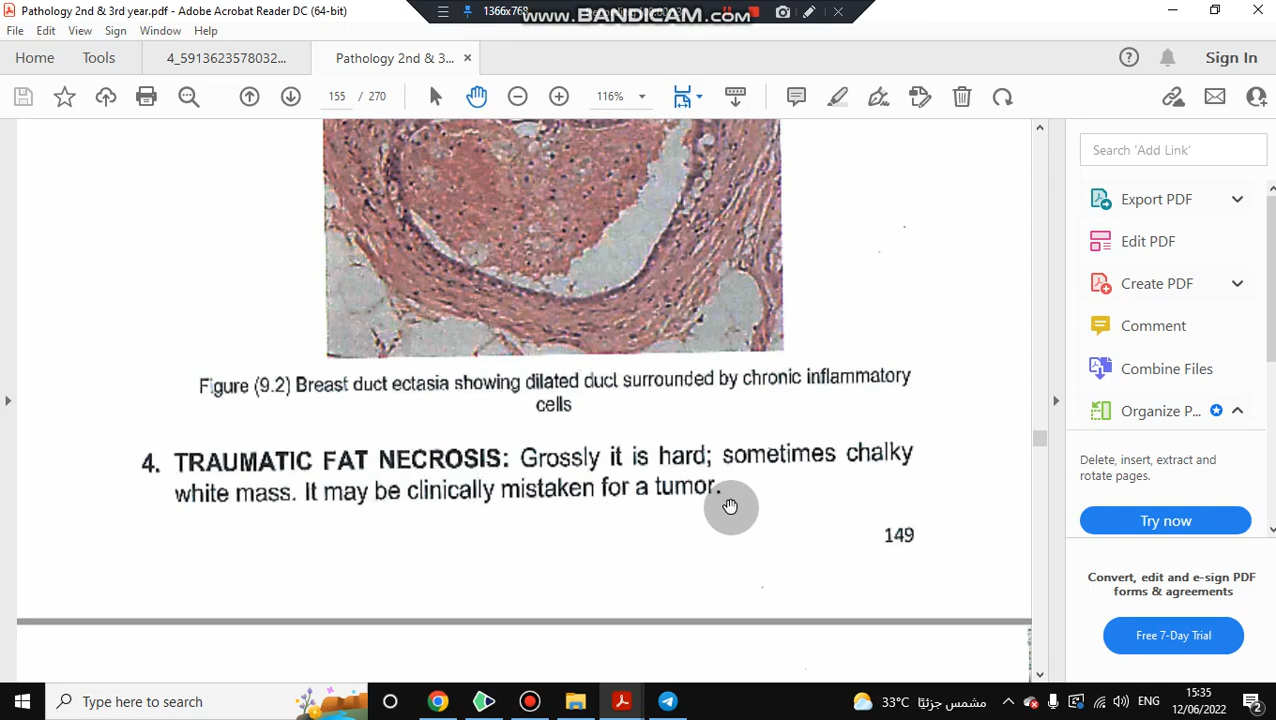 Pathology 2nd & 3rd year.pdf - Adobe Acrobat Reader DC (64-bit)
1366x768
www.BANDICAM.com
File Edit View Sign Window Help
Home Tools 4_5913623578032... Pathology 2nd & 3... Sign In
155 / 270 116%
Search 'Add Link'
Export PDF
Edit PDF
Create PDF
Comment
Combine Files
Organize P...
Delete, insert, extract and
rotate pages.
Try now
Convert, edit and e-sign PDF
forms & agreements
Free 7-Day Trial
Figure (9.2) Breast duct ectasia showing dilated duct surrounded by chronic inflammatory
cells
4. TRAUMATIC FAT NECROSIS: Grossly it is hard; sometimes chalky
white mass. It may be clinically mistaken for a tumor.
149
Type here to search
33°C مشمس جزئيًا
ENG
15:35
12/06/2022
2